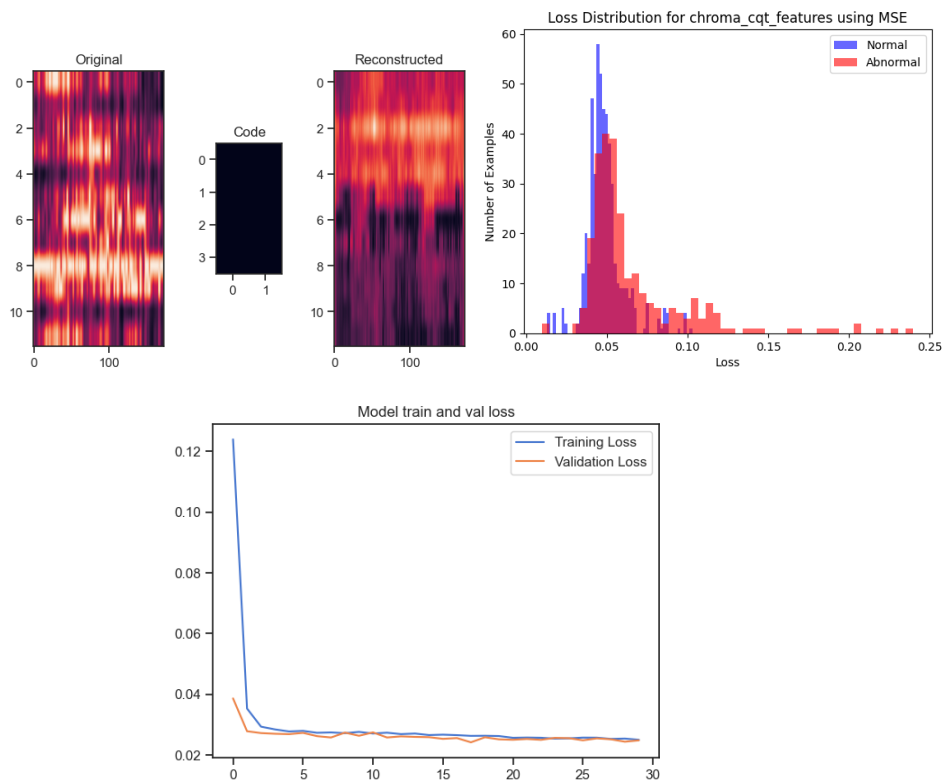 Original
0
2
4
6
8
10
0 100
Code
0
1
2
3
0 1
Reconstructed
0
2
4
6
8
10
0 100
Loss Distribution for chroma_cqt_features using MSE
Normal
Abnormal
Number of Examples
60
50
40
30
20
10
0
0.00 0.05 0.10 0.15 0.20 0.25
Loss
Model train and val loss
Training Loss
Validation Loss
0.12
0.10
0.08
0.06
0.04
0.02
0 5 10 15 20 25 30